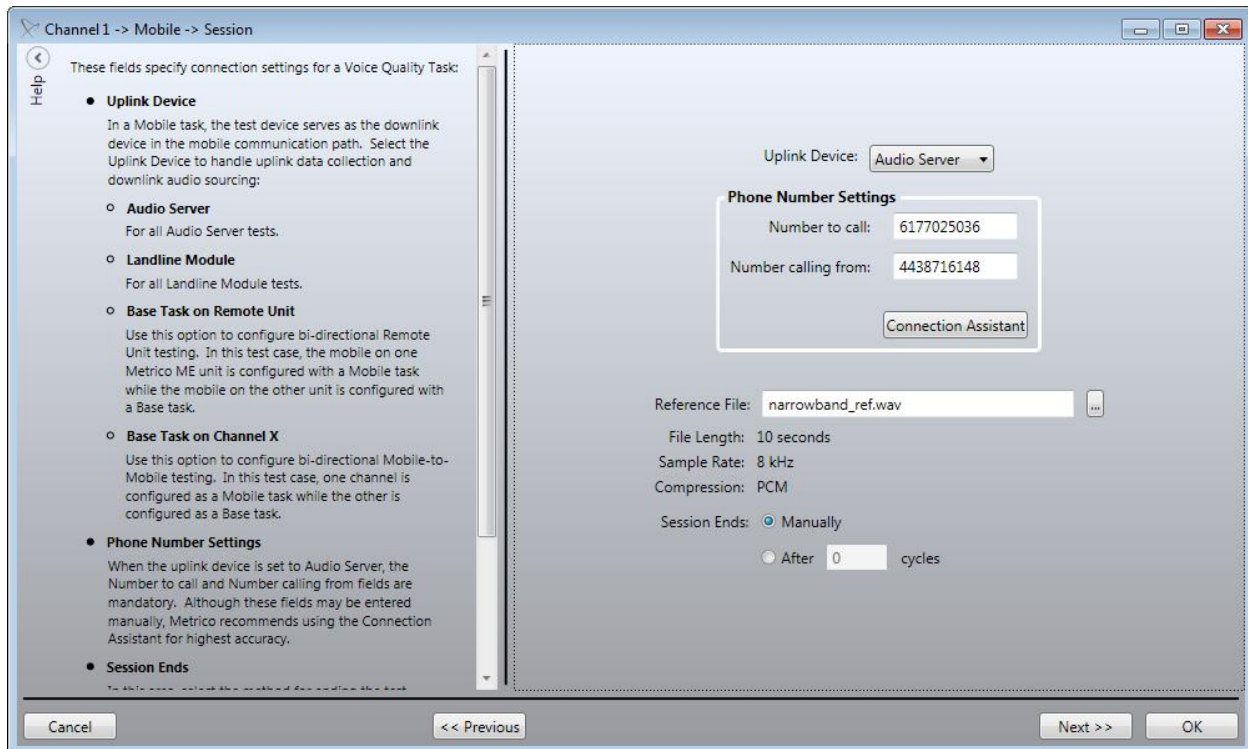 Channel 1 -> Mobile -> Session
Help
These fields specify connection settings for a Voice Quality Task:
● Uplink Device
In a Mobile task, the test device serves as the downlink
device in the mobile communication path. Select the
Uplink Device to handle uplink data collection and
downlink audio sourcing:
o Audio Server
For all Audio Server tests.
o Landline Module
For all Landline Module tests.
o Base Task on Remote Unit
Use this option to configure bi-directional Remote
Unit testing. In this test case, the mobile on one
Metrico ME unit is configured with a Mobile task
while the mobile on the other unit is configured with
a Base task.
o Base Task on Channel X
Use this option to configure bi-directional Mobile-to-
Mobile testing. In this test case, one channel is
configured as a Mobile task while the other is
configured as a Base task.
● Phone Number Settings
When the uplink device is set to Audio Server, the
Number to call and Number calling from fields are
mandatory. Although these fields may be entered
manually, Metrico recommends using the Connection
Assistant for highest accuracy.
● Session Ends
In this area, select the method for ending the test
Uplink Device: Audio Server
Phone Number Settings
Number to call: 6177025036
Number calling from: 4438716148
Connection Assistant
Reference File: narrowband_ref.wav ...
File Length: 10 seconds
Sample Rate: 8 kHz
Compression: PCM
Session Ends: Manually
After 0 cycles
Cancel
<< Previous
Next >>
OK